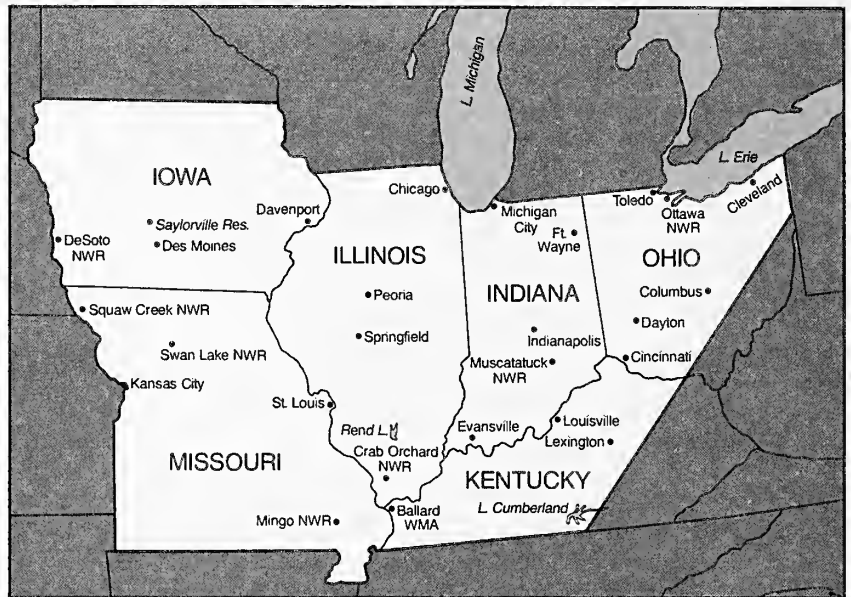 L. Michigan
L. Erie
IOWA
Chicago
Toledo
Ottawa
NWR
Cleveland
Saylorville Res.
Davenport
Michigan
City
Ft.
Wayne
DeSoto
NWR
Des Moines
ILLINOIS
OHIO
Peoria
INDIANA
Columbus
Squaw Creek NWR
Springfield
Indianapolis
Dayton
Swan Lake NWR
Muscatatuck
NWR
Cincinnati
Kansas City
St. Louis
Rend L.
Evansville
Louisville
Lexington
MISSOURI
Crab Orchard
NWR
KENTUCKY
Mingo NWR
Ballard
WMA
L. Cumberland